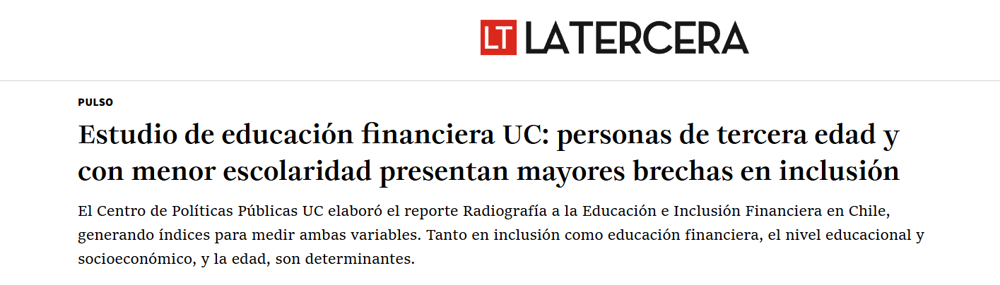 LT LATERCERA
PULSO
Estudio de educación financiera UC: personas de tercera edad y
con menor escolaridad presentan mayores brechas en inclusión
El Centro de Políticas Públicas UC elaboró el reporte Radiografía a la Educación e Inclusión Financiera en Chile,
generando índices para medir ambas variables. Tanto en inclusión como educación financiera, el nivel educacional y
socioeconómico, y la edad, son determinantes.